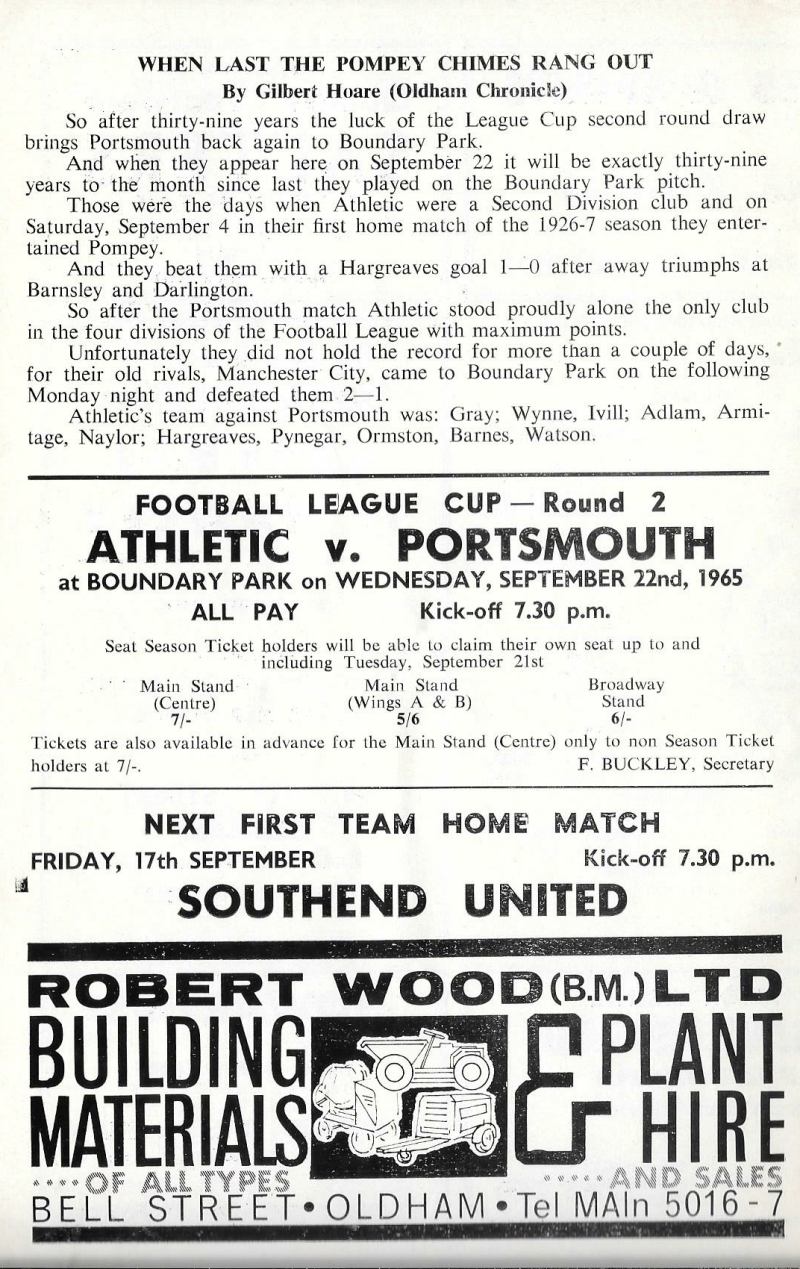 WHEN LAST THE POMPEY CHIMES RANG OUT
By Gilbert Hoare (Oldham Chronicle)
So after thirty-nine years the luck of the League Cup second round draw
brings Portsmouth back again to Boundary Park.
And when they appear here on September 22 it will be exactly thirty-nine
years to the month since last they played on the Boundary Park pitch.
Those were the days when Athletic were a Second Division club and on
Saturday, September 4 in their first home match of the 1926-7 season they enter-
tained Pompey.
And they beat them with a Hargreaves goal 1—0 after away triumphs at
Barnsley and Darlington.
So after the Portsmouth match Athletic stood proudly alone the only club
in the four divisions of the Football League with maximum points.
Unfortunately they did not hold the record for more than a couple of days,
for their old rivals, Manchester City, came to Boundary Park on the following
Monday night and defeated them 2—1.
Athletic's team against Portsmouth was: Gray; Wynne, Ivill; Adlam, Armi-
tage, Naylor; Hargreaves, Pynegar, Ormston, Barnes, Watson.
FOOTBALL LEAGUE CUP — Round 2
ATHLETIC v. PORTSMOUTH
at BOUNDARY PARK on WEDNESDAY, SEPTEMBER 22nd, 1965
ALL PAY Kick-off 7.30 p.m.
Seat Season Ticket holders will be able to claim their own seat up to and
including Tuesday, September 21st
Main Stand Main Stand Broadway
(Centre) (Wings A & B) Stand
7/- 5/6 6/-
Tickets are also available in advance for the Main Stand (Centre) only to non Season Ticket
holders at 7/-. F. BUCKLEY, Secretary
NEXT FIRST TEAM HOME MATCH
FRIDAY, 17th SEPTEMBER Kick-off 7.30 p.m.
SOUTHEND UNITED
ROBERT WOOD (B.M.) LTD
BUILDING & PLANT
MATERIALS HIRE
····OF ALL TYPES ·····AND SALES
BELL STREET • OLDHAM • Tel MAIn 5016-7